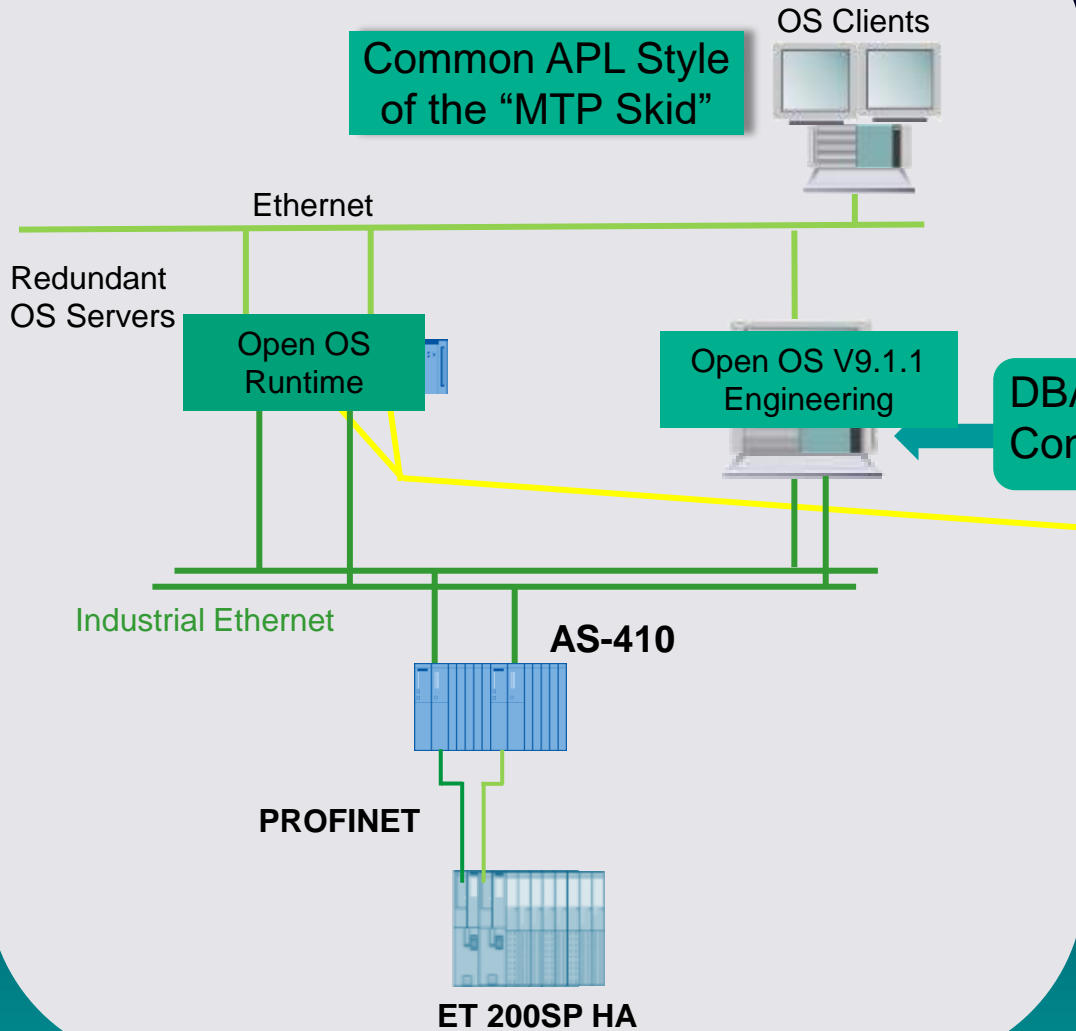 OS Clients
Common APL Style
of the “MTP Skid”
Ethernet
Redundant
OS Servers
Open OS
Runtime
Open OS V9.1.1
Engineering
Industrial Ethernet
AS-410
PROFINET
ET 200SP HA